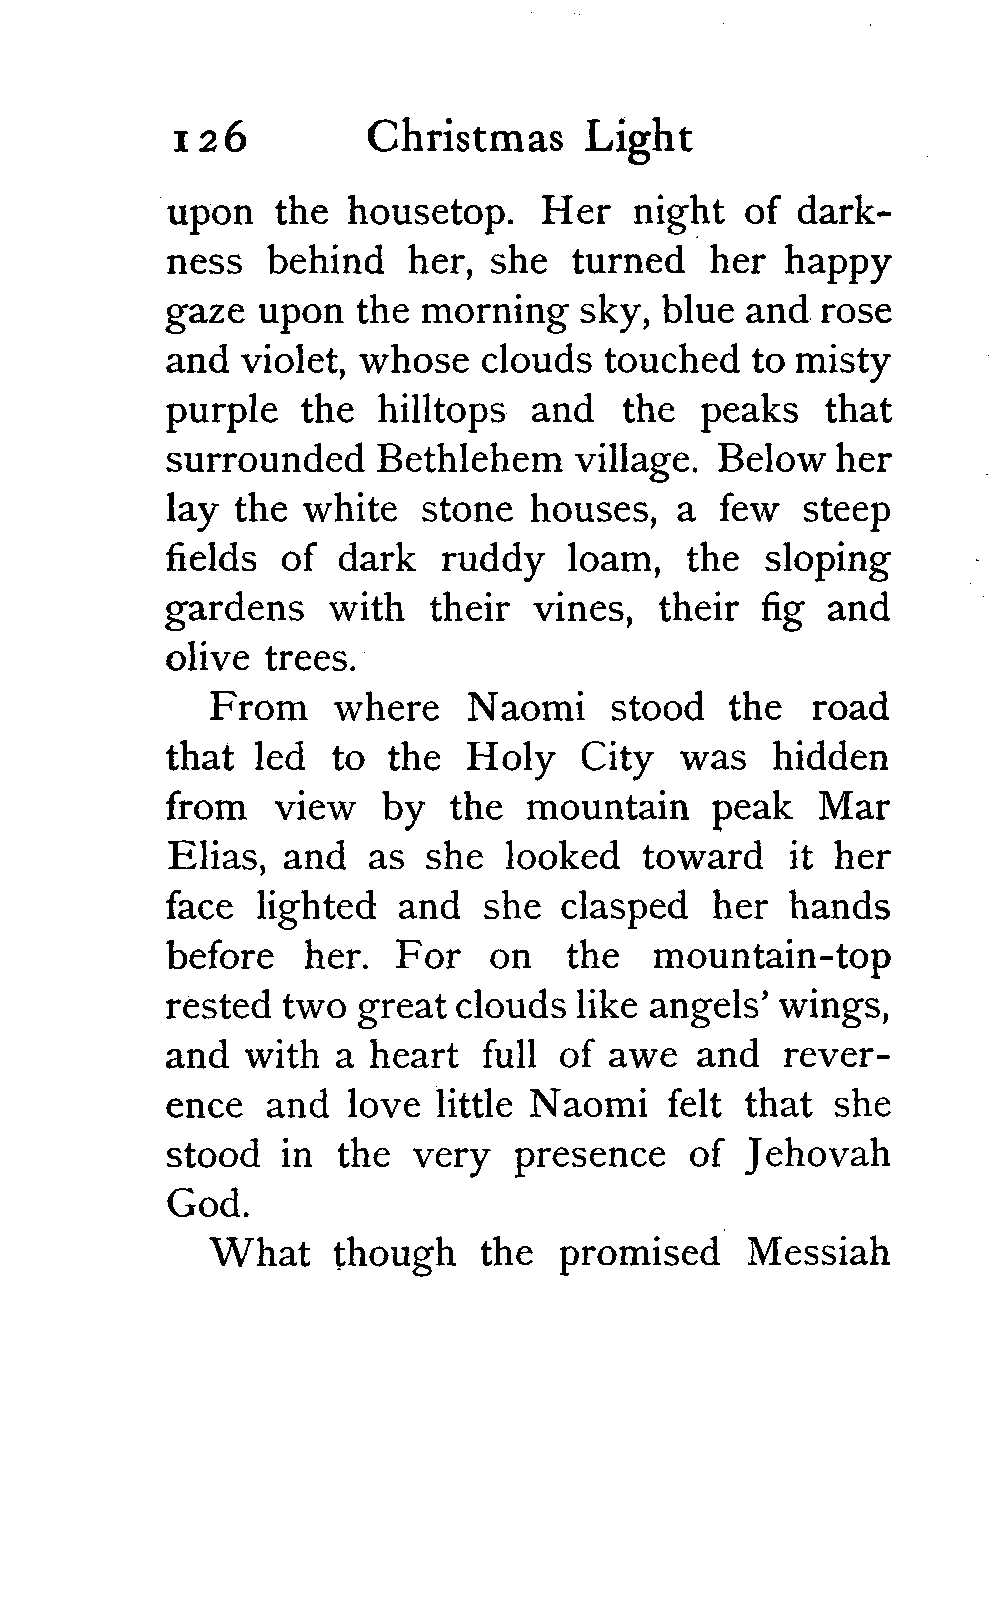 126 Christmas Light
upon the housetop. Her night of dark-
ness behind her, she turned her happy
gaze upon the morning sky, blue and rose
and violet, whose clouds touched to misty
purple the hilltops and the peaks that
surrounded Bethlehem village. Below her
lay the white stone houses, a few steep
fields of dark ruddy loam, the sloping
gardens with their vines, their fig and
olive trees.
From where Naomi stood the road
that led to the Holy City was hidden
from view by the mountain peak Mar
Elias, and as she looked toward it her
face lighted and she clasped her hands
before her. For on the mountain-top
rested two great clouds like angels' wings,
and with a heart full of awe and rever-
ence and love little Naomi felt that she
stood in the very presence of Jehovah
God.
What though the promised Messiah